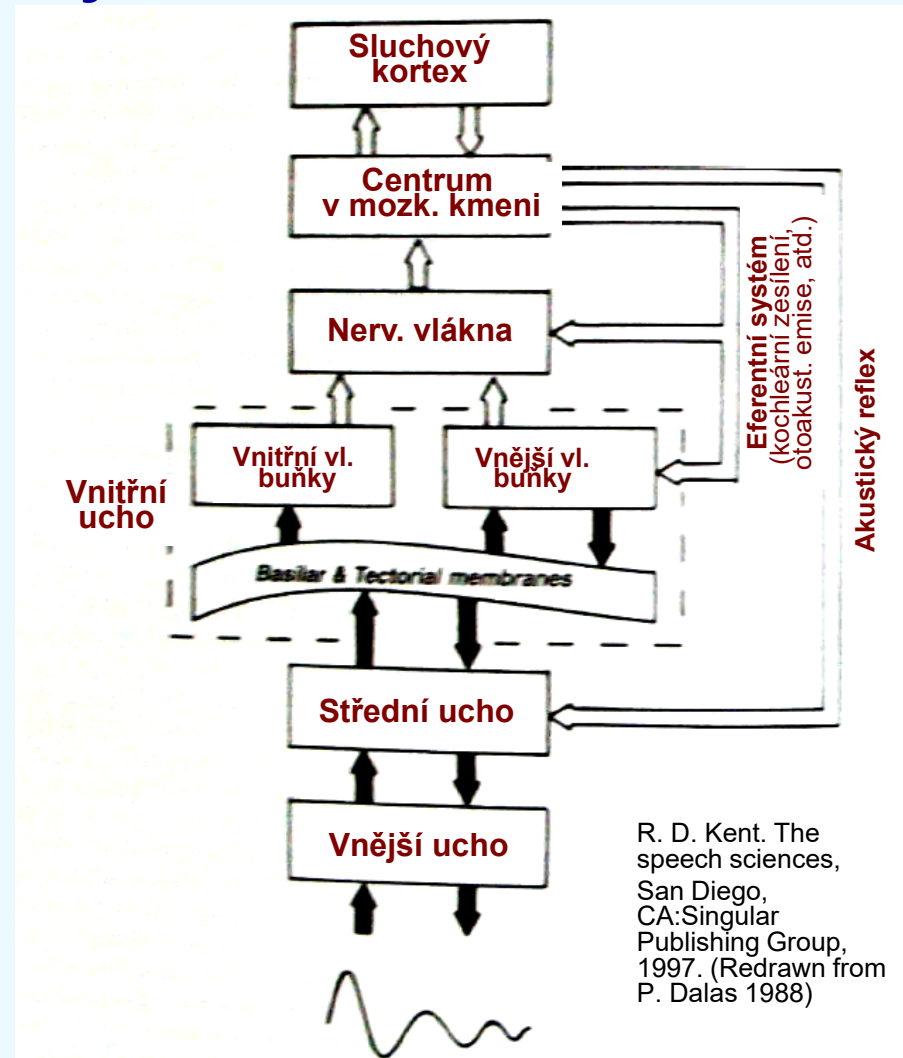 Sluchový
kortex
Centrum
v mozk. kmeni
Nerv. vlákna
Vnitřní vl.
buňky
Vnější vl.
buňky
Vnitřní
ucho
Basilar & Tectorial membranes
Střední ucho
Vnější ucho
Eferentní systém
(kochleární zesílení,
otoakust. emise, atd.)
Akustický reflex
R. D. Kent. The
speech sciences,
San Diego,
CA:Singular
Publishing Group,
1997. (Redrawn from
P. Dalas 1988)